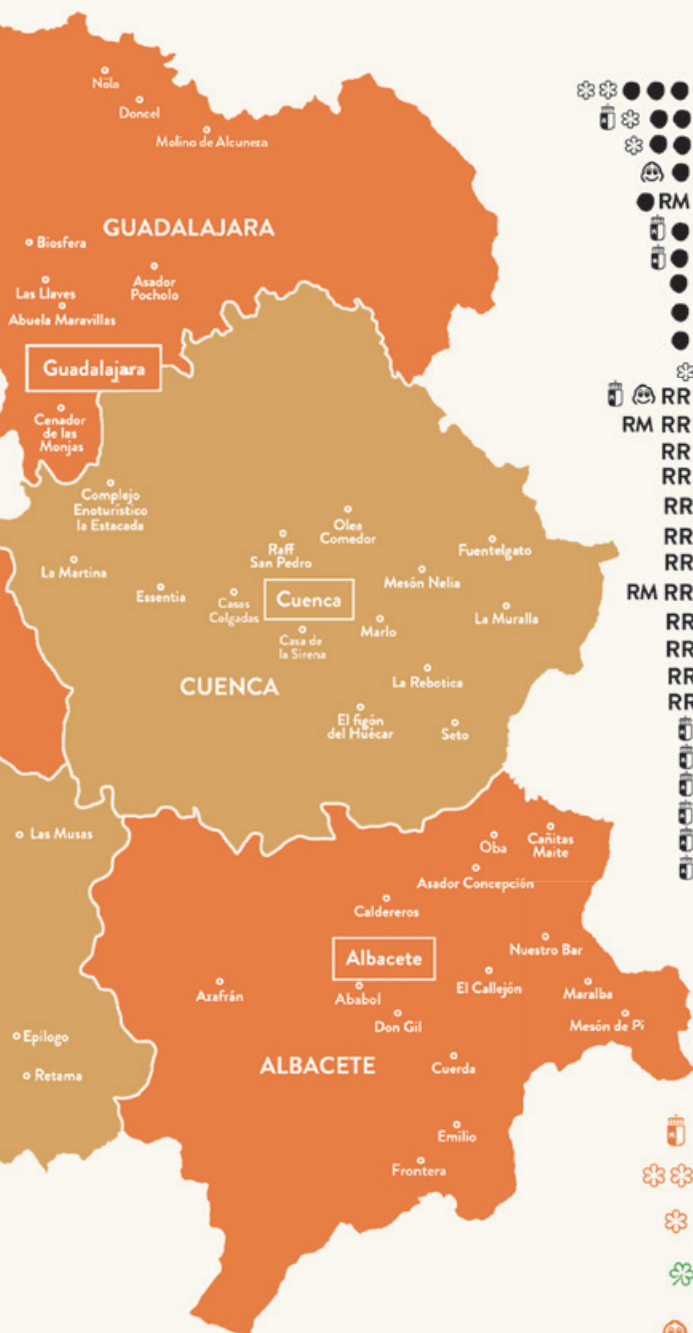 Nöla
Doncel
Molino de Alcuneza
GUADALAJARA
Biosfera
Las Llaves
Asador
Pocholo
Abuela Maravillas
Guadalajara
Cenador
de las
Monjas
Complejo
Enoturístico
la Estacada
Olea
Comedor
Raff
San Pedro
Fuentelgato
La Martina
Essentia
Casas
Colgadas
Cuenca
Mesón Nelia
Casa de
la Sirena
Marlo
La Muralla
CUENCA
La Rebotica
El figón
del Huécar
Seto
Las Musas
Oba
Cañitas
Maite
Asador Concepción
Caldereros
Albacete
Nuestro Bar
Azafrán
Ababol
El Callejón
Maralba
Don Gil
Mesón de Pi
Epílogo
ALBACETE
Cuerda
Retama
Emilio
Frontera
RM
RR
RM RR
RR
RR
RR
RR
RR
RM RR
RR
RR
RR
RR